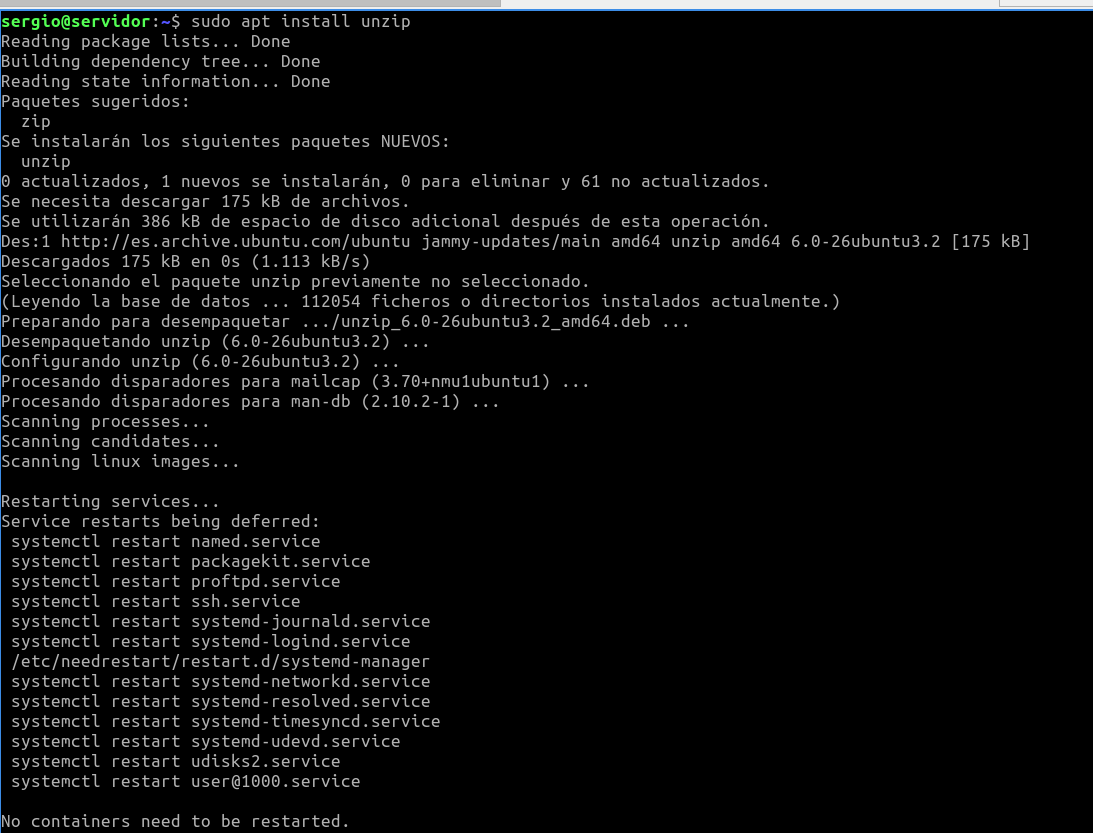 sergio@servidor:~$ sudo apt install unzip
Reading package lists... Done
Building dependency tree... Done
Reading state information... Done
Paquetes sugeridos:
  zip
Se instalarán los siguientes paquetes NUEVOS:
  unzip
0 actualizados, 1 nuevos se instalarán, 0 para eliminar y 61 no actualizados.
Se necesita descargar 175 kB de archivos.
Se utilizarán 386 kB de espacio de disco adicional después de esta operación.
Des:1 http://es.archive.ubuntu.com/ubuntu jammy-updates/main amd64 unzip amd64 6.0-26ubuntu3.2 [175 kB]
Descargados 175 kB en 0s (1.113 kB/s)
Seleccionando el paquete unzip previamente no seleccionado.
(Leyendo la base de datos ... 112054 ficheros o directorios instalados actualmente.)
Preparando para desempaquetar .../unzip_6.0-26ubuntu3.2_amd64.deb ...
Desempaquetando unzip (6.0-26ubuntu3.2) ...
Configurando unzip (6.0-26ubuntu3.2) ...
Procesando disparadores para mailcap (3.70+nmu1ubuntu1) ...
Procesando disparadores para man-db (2.10.2-1) ...
Scanning processes...
Scanning candidates...
Scanning linux images...

Restarting services...
Service restarts being deferred:
 systemctl restart named.service
 systemctl restart packagekit.service
 systemctl restart proftpd.service
 systemctl restart ssh.service
 systemctl restart systemd-journald.service
 systemctl restart systemd-logind.service
 /etc/needrestart/restart.d/systemd-manager
 systemctl restart systemd-networkd.service
 systemctl restart systemd-resolved.service
 systemctl restart systemd-timesyncd.service
 systemctl restart systemd-udevd.service
 systemctl restart udisks2.service
 systemctl restart user@1000.service

No containers need to be restarted.